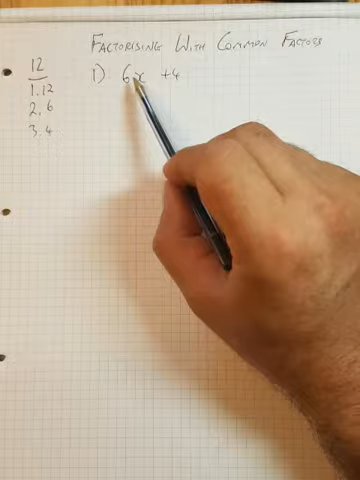 Factorising With Common Factors
12
1, 12
2, 6
3, 4
1) 6x + 4